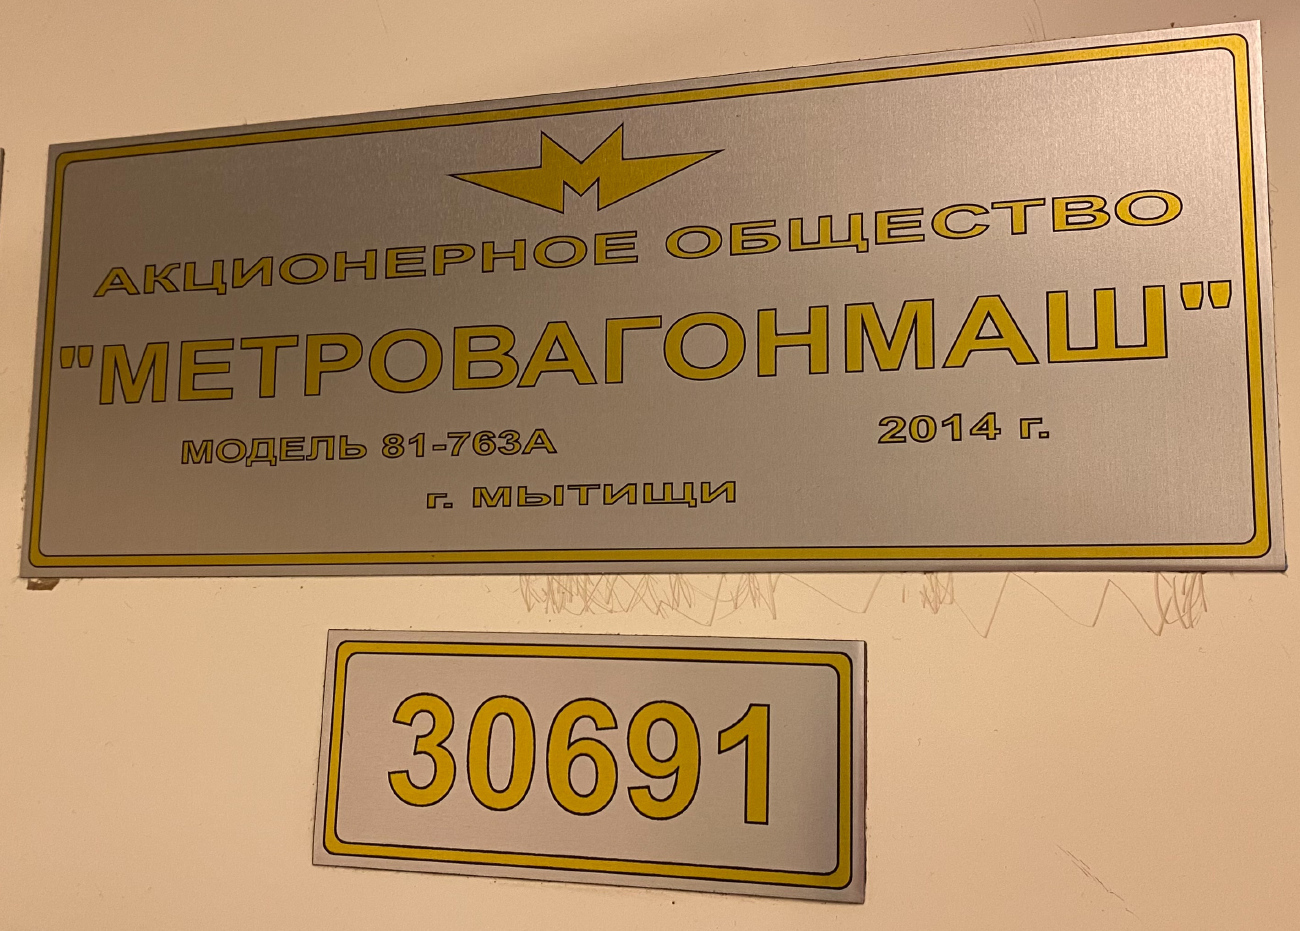 АКЦИОНЕРНОЕ ОБЩЕСТВО
"МЕТРОВАГОНМАШ"
МОДЕЛЬ 81-763А 2014 г.
г. МЫТИЩИ
30691